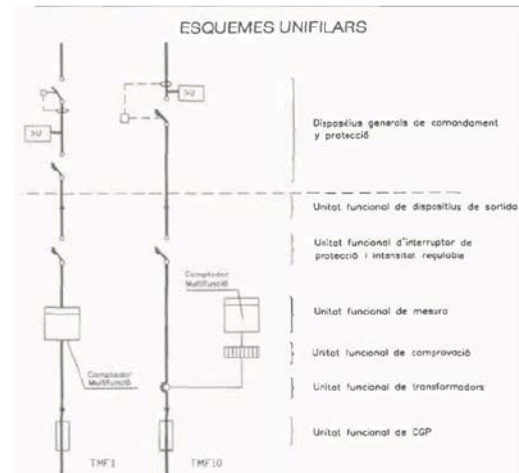 ESQUEMES UNIFILARS
>U
>U
Dispositius generals de comandament
y protecció
Unitat funcional de dispositius de sortida
Unitat funcional d'interruptor de
protecció i intensitat regulable
Comptador
Multifunció
Unitat funcional de mesura
Unitat funcional de comprovació
Comptador
Multifunció
Unitat funcional de transformadors
Unitat funcional de CGP
TMF1
TMF10